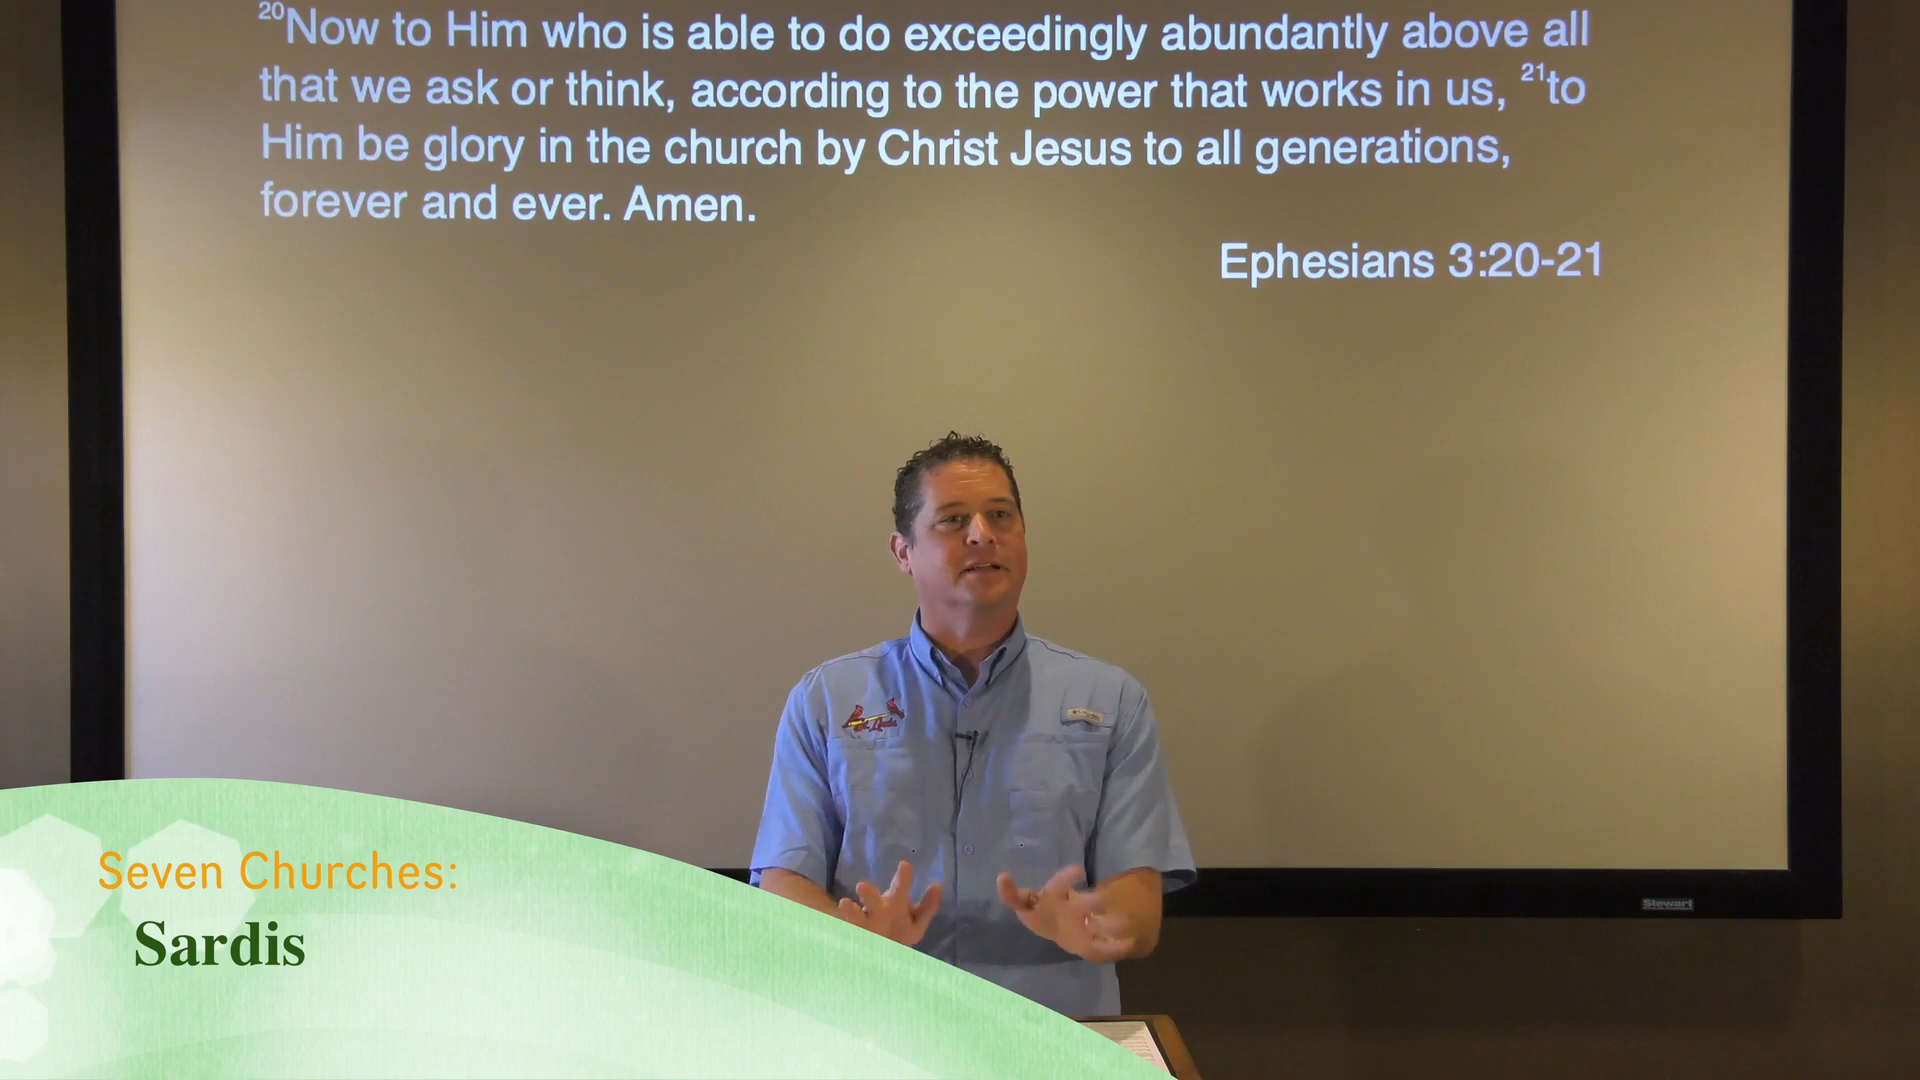 20Now to Him who is able to do exceedingly abundantly above all
that we ask or think, according to the power that works in us, 21to
Him be glory in the church by Christ Jesus to all generations,
forever and ever. Amen.
Ephesians 3:20-21
Stewart
Seven Churches:
Sardis